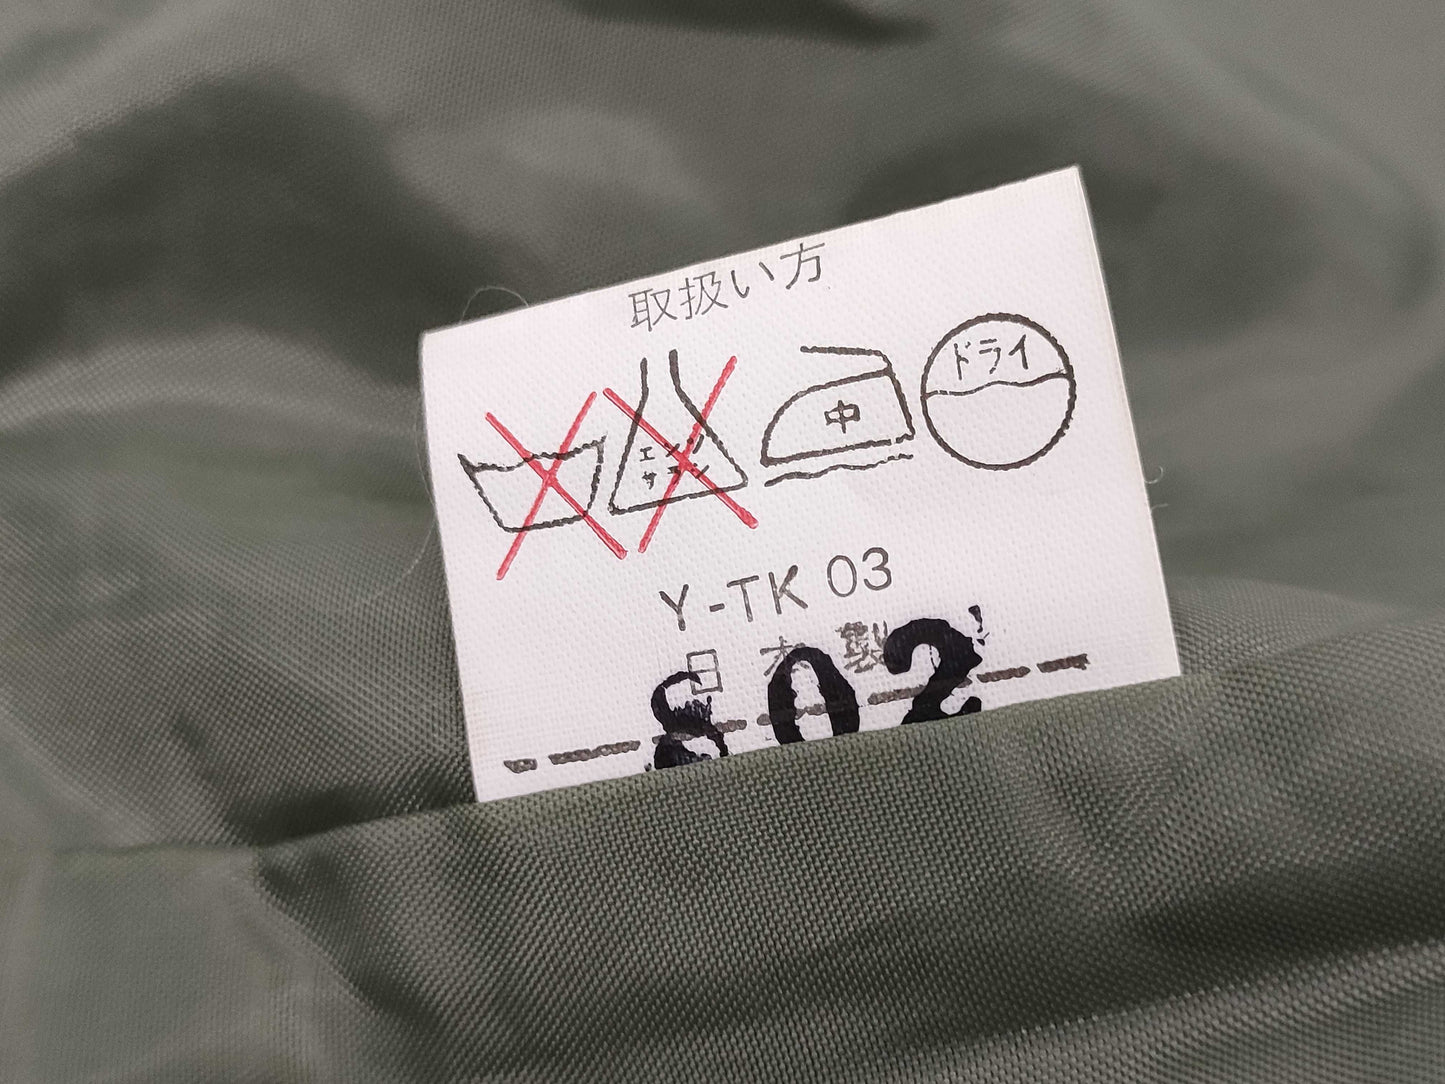 取扱い方
エンソ
サラシ
中
ドライ
Y-TK 03
日本製
802